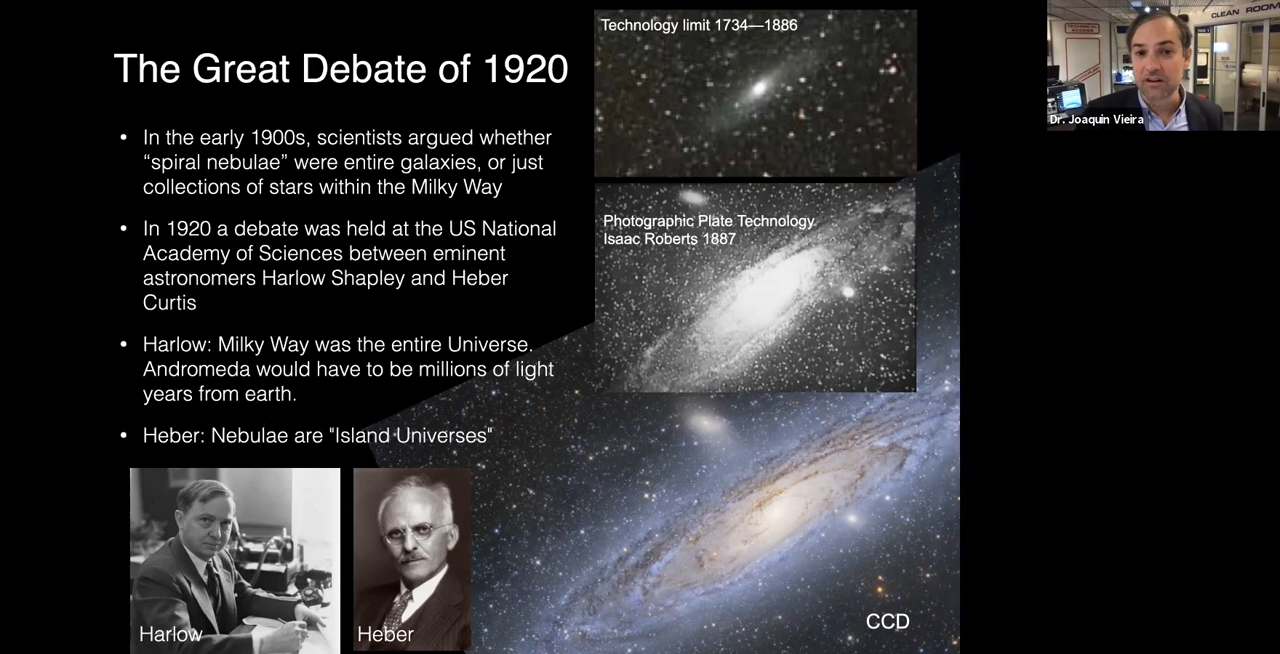 The Great Debate of 1920
• In the early 1900s, scientists argued whether
“spiral nebulae” were entire galaxies, or just
collections of stars within the Milky Way
• In 1920 a debate was held at the US National
Academy of Sciences between eminent
astronomers Harlow Shapley and Heber
Curtis
• Harlow: Milky Way was the entire Universe.
Andromeda would have to be millions of light
years from earth.
• Heber: Nebulae are "Island Universes"
Harlow
Heber
Technology limit 1734—1886
Photographic Plate Technology
Isaac Roberts 1887
CCD
TECHNICAL
ACCESS
CLEAN ROOM
Dr. Joaquin Vieira